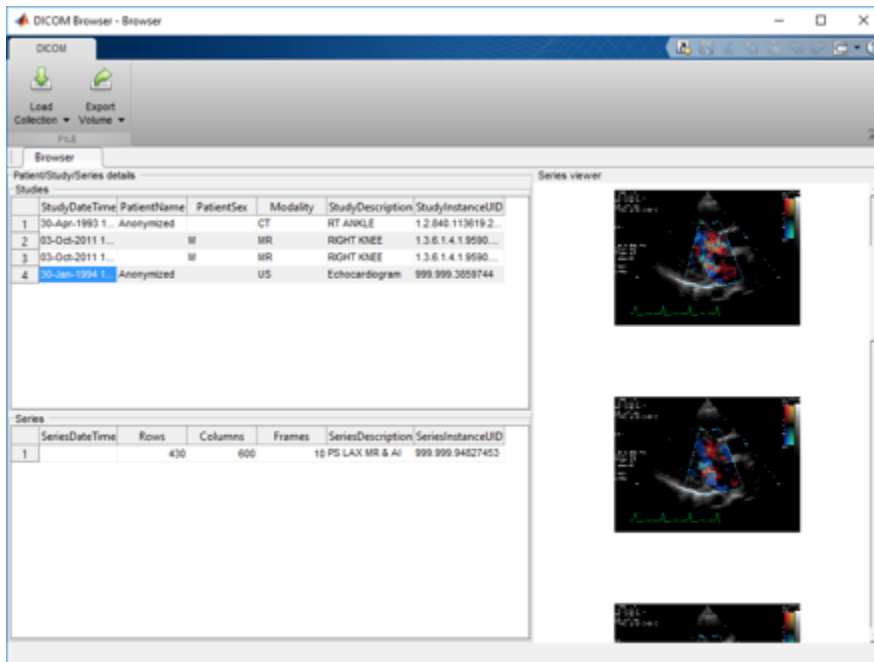 DICOM Browser - Browser
DICOM
Load Collection
Export Volume
FILE
Browser
Patient/Study/Series details
Series viewer
Studies
StudyDateTime PatientName PatientSex Modality StudyDescription StudyInstanceUID
1 30-Apr-1993 1... Anonymized CT RT ANKLE 1.2.840.113619.2...
2 03-Oct-2011 1... M MR RIGHT KNEE 1.3.6.1.4.1.9590....
3 03-Oct-2011 1... M MR RIGHT KNEE 1.3.6.1.4.1.9590....
4 30-Jan-1994 1... Anonymized US Echocardiogram 999.999.3859744
Series
SeriesDateTime Rows Columns Frames SeriesDescription SeriesInstanceUID
1 430 600 10 PS LAX MR & AI 999.999.94827453